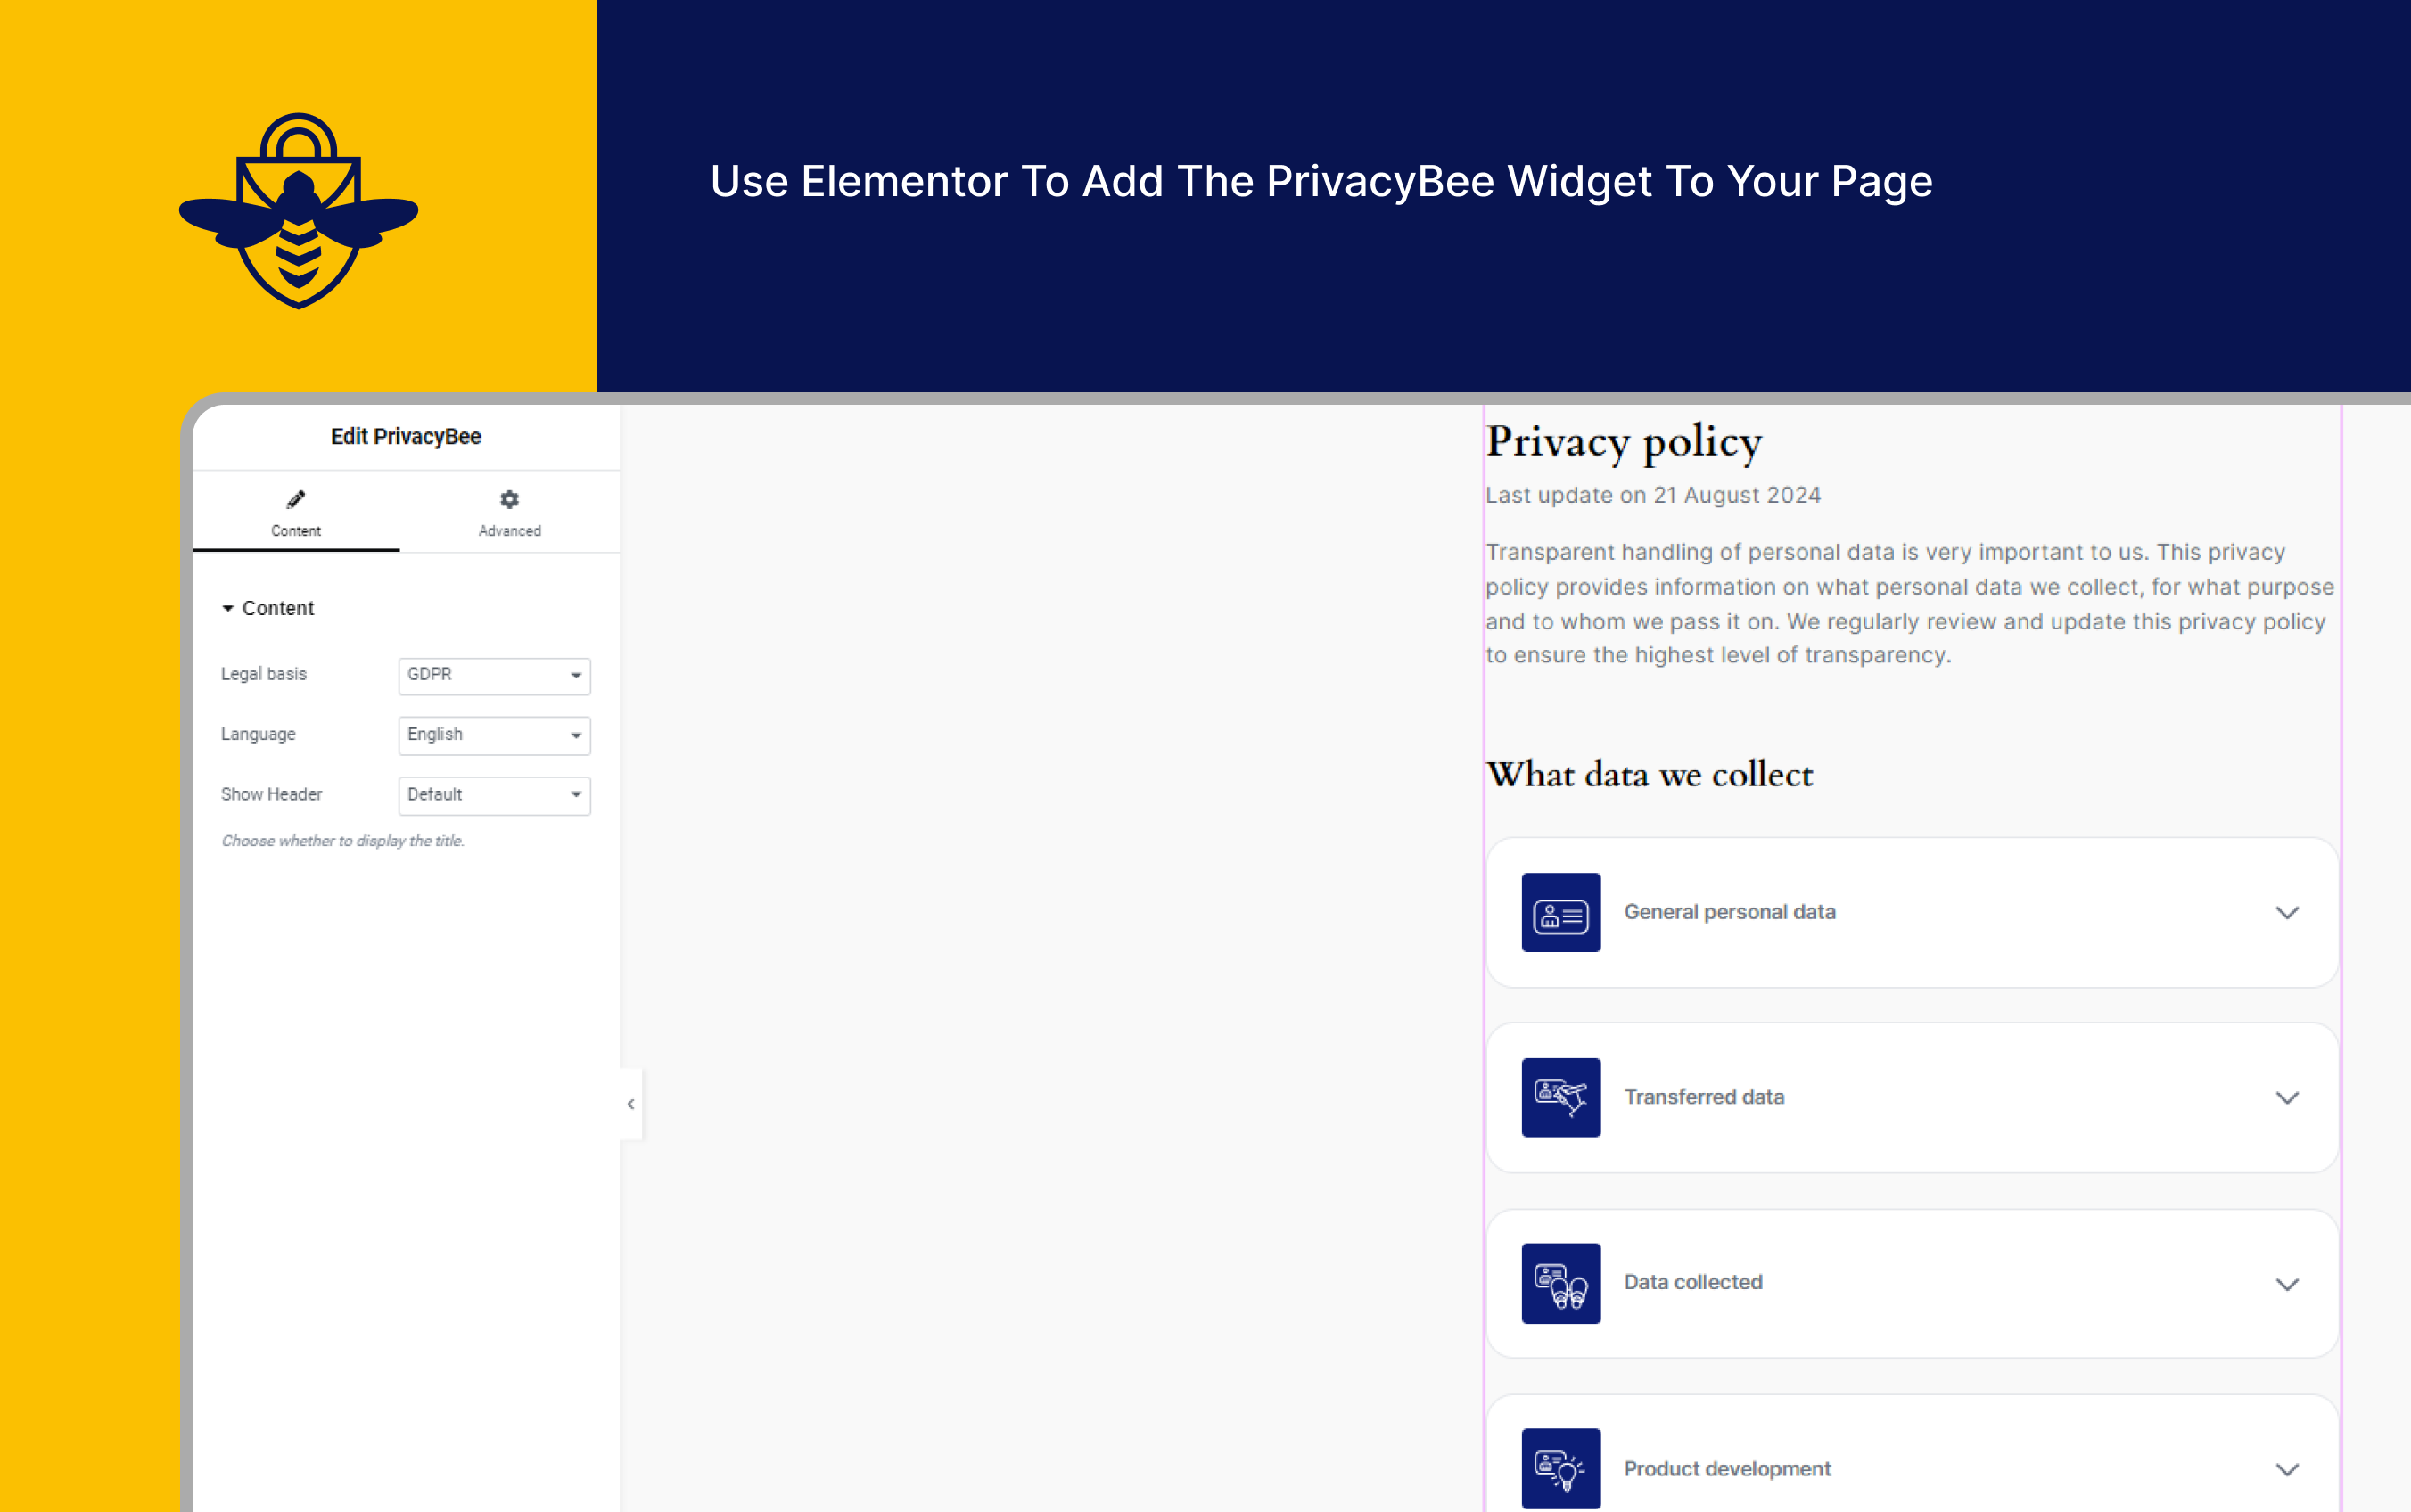 Use Elementor To Add The PrivacyBee Widget To Your Page
Edit PrivacyBee
Content
Advanced
Content
Legal basis
GDPR
Language
English
Show Header
Default
Choose whether to display the title.
Privacy policy
Last update on 21 August 2024
Transparent handling of personal data is very important to us. This privacy
policy provides information on what personal data we collect, for what purpose
and to whom we pass it on. We regularly review and update this privacy policy
to ensure the highest level of transparency.
What data we collect
General personal data
Transferred data
Data collected
Product development